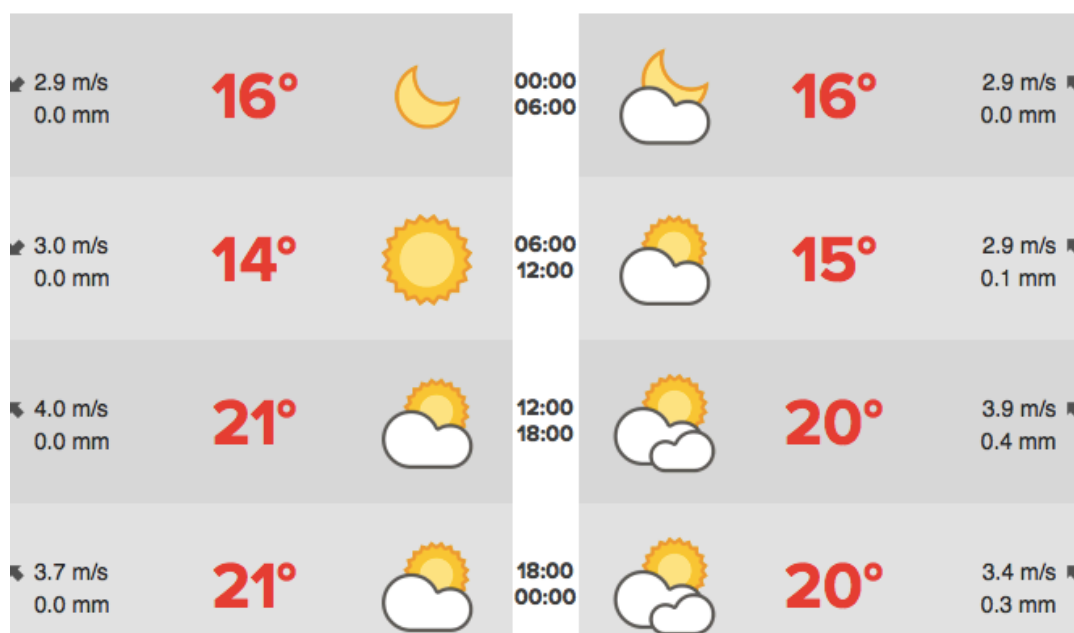 2.9 m/s
0.0 mm
16°
00:00
06:00
16°
2.9 m/s
0.0 mm
3.0 m/s
0.0 mm
14°
06:00
12:00
15°
2.9 m/s
0.1 mm
4.0 m/s
0.0 mm
21°
12:00
18:00
20°
3.9 m/s
0.4 mm
3.7 m/s
0.0 mm
21°
18:00
00:00
20°
3.4 m/s
0.3 mm